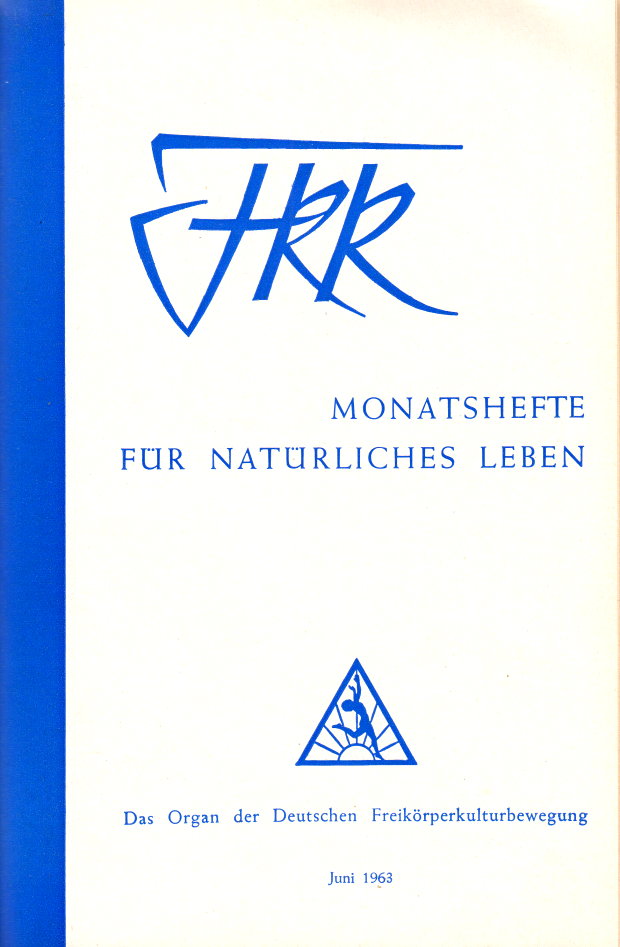 FKK
MONATSHEFTE
FÜR NATÜRLICHES LEBEN
Das Organ der Deutschen Freikörperkulturbewegung
Juni 1963